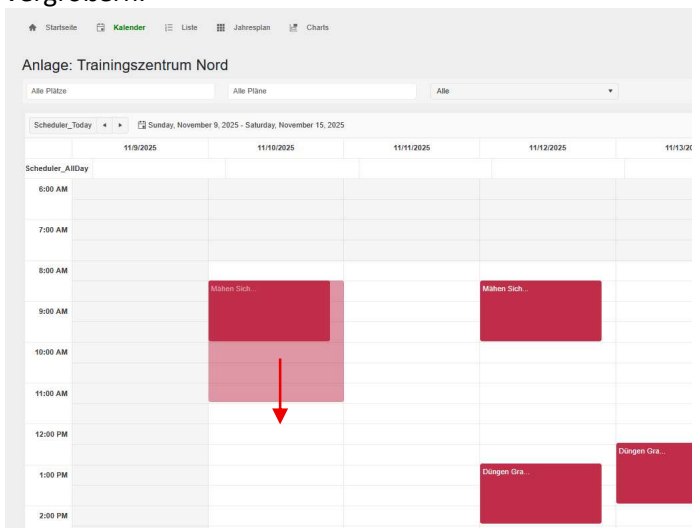 vergrößern.
Startseite Kalender Liste Jahresplan Charts
Anlage: Trainingszentrum Nord
Alle Plätze Alle Pläne Alle
Scheduler_Today Sunday, November 9, 2025 - Saturday, November 15, 2025
11/9/2025 11/10/2025 11/11/2025 11/12/2025
Scheduler_AllDay
6:00 AM
7:00 AM
8:00 AM
Mähen Sich... Mähen Sich...
9:00 AM
10:00 AM
11:00 AM
12:00 PM
Düngen Gra...
Düngen Gra...
1:00 PM
2:00 PM